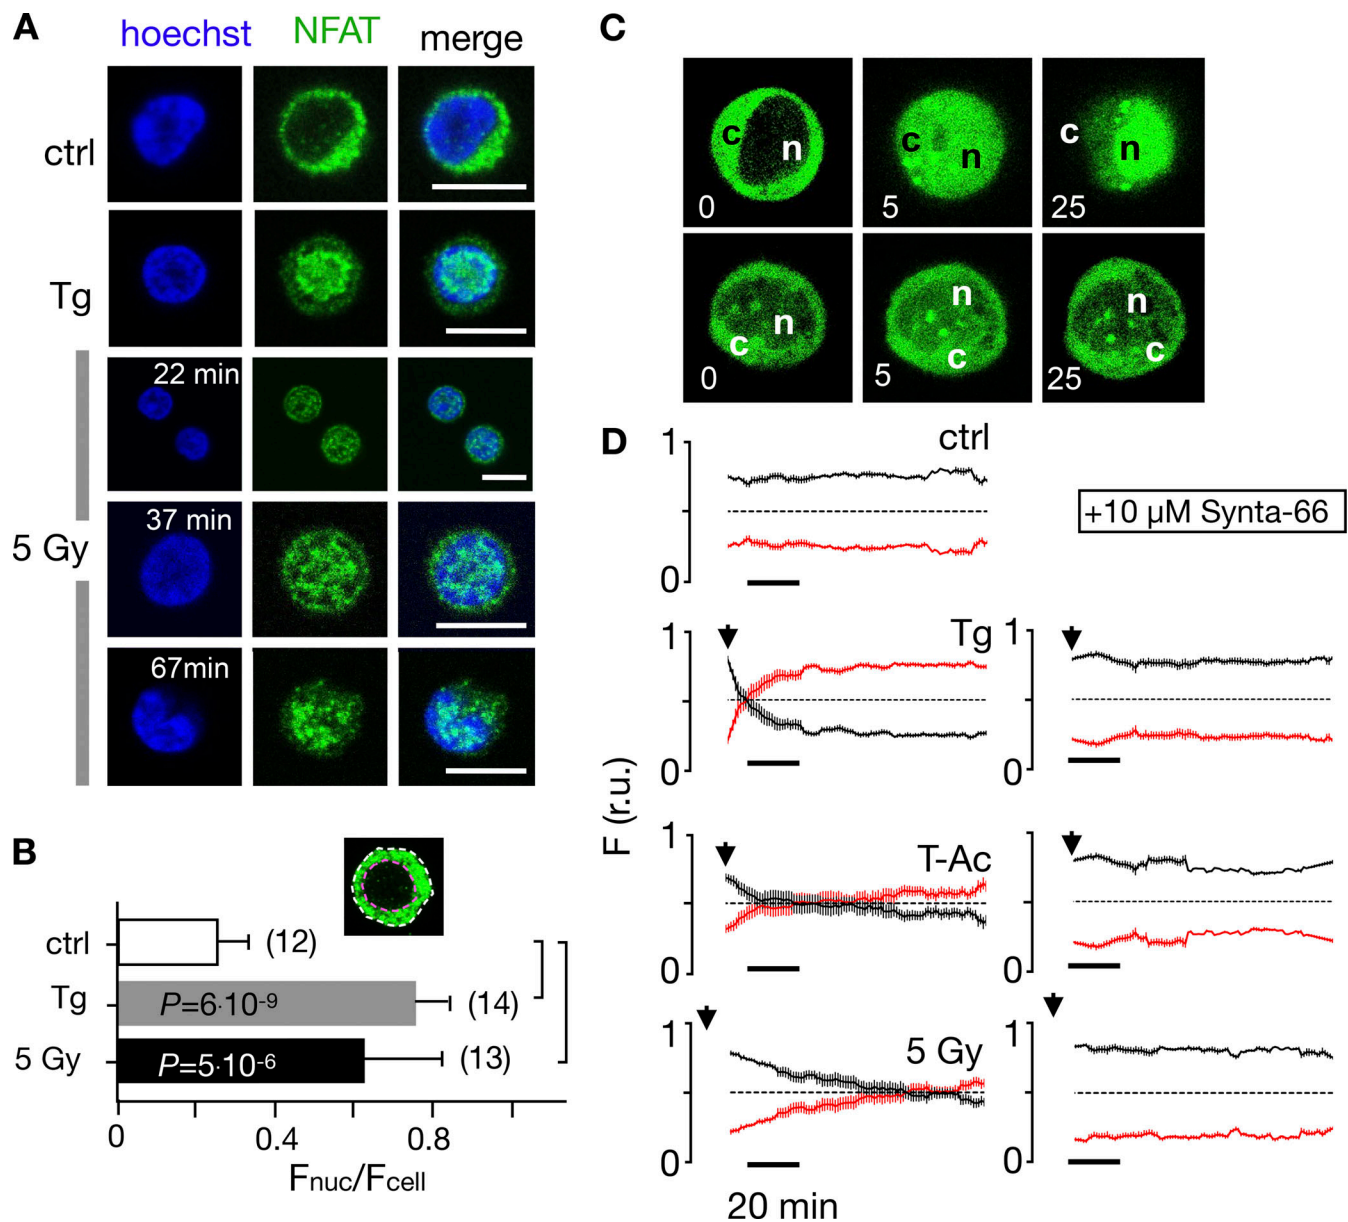 A
hoechst NFAT merge
ctrl
Tg
22 min
37 min
5 Gy
67min
B
ctrl (12)
Tg P=6·10-9 (14)
5 Gy P=5·10-6 (13)
0 0.4 0.8
Fnuc/Fcell
C
c n 0
c n 5
c n 25
c n 0
n c 5
n c 25
D
ctrl
1
0
+10 µM Synta-66
F (r.u.)
Tg
1
0
1
0
T-Ac
1
0
0
5 Gy
1
0
1
0
20 min